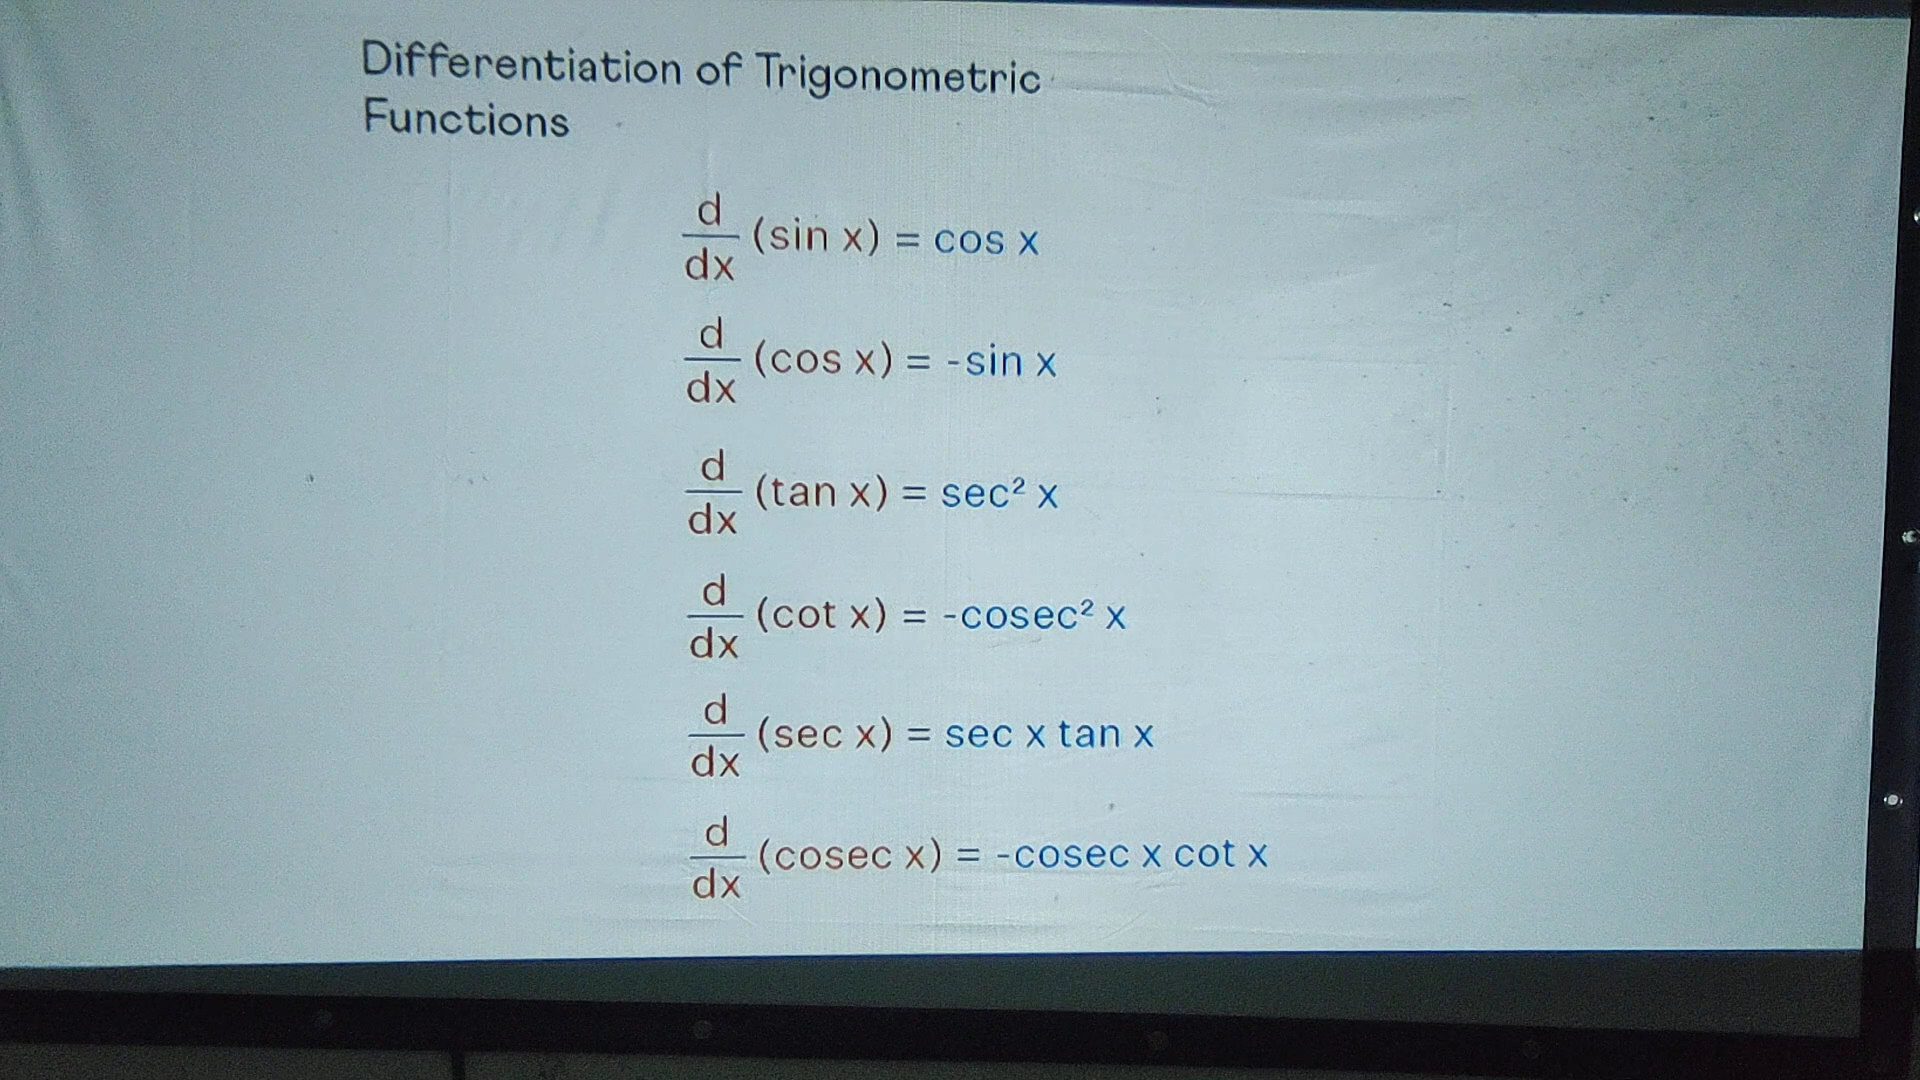 Differentiation of Trigonometric
Functions
d/dx (sin x) = cos x
d/dx (cos x) = -sin x
d/dx (tan x) = sec² x
d/dx (cot x) = -cosec² x
d/dx (sec x) = sec x tan x
d/dx (cosec x) = -cosec x cot x